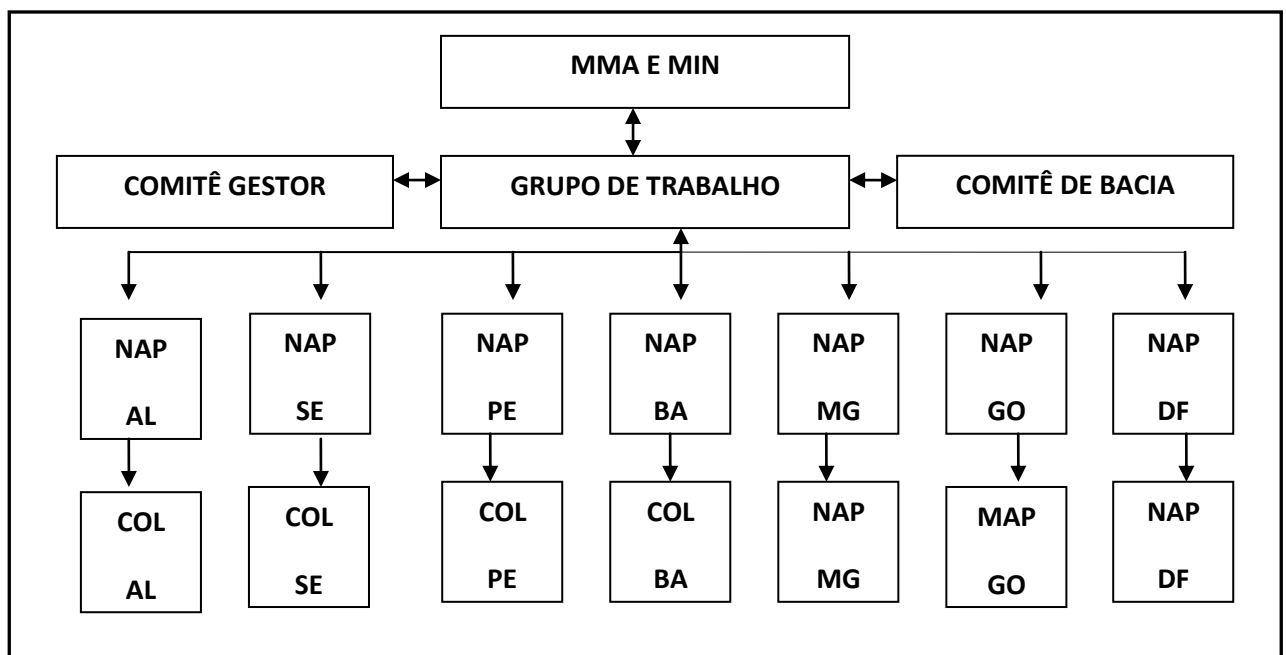 MMA E MIN
COMITÊ GESTOR
GRUPO DE TRABALHO
COMITÊ DE BACIA
NAP
AL
NAP
SE
NAP
PE
NAP
BA
NAP
MG
NAP
GO
NAP
DF
COL
AL
COL
SE
COL
PE
COL
BA
NAP
MG
MAP
GO
NAP
DF